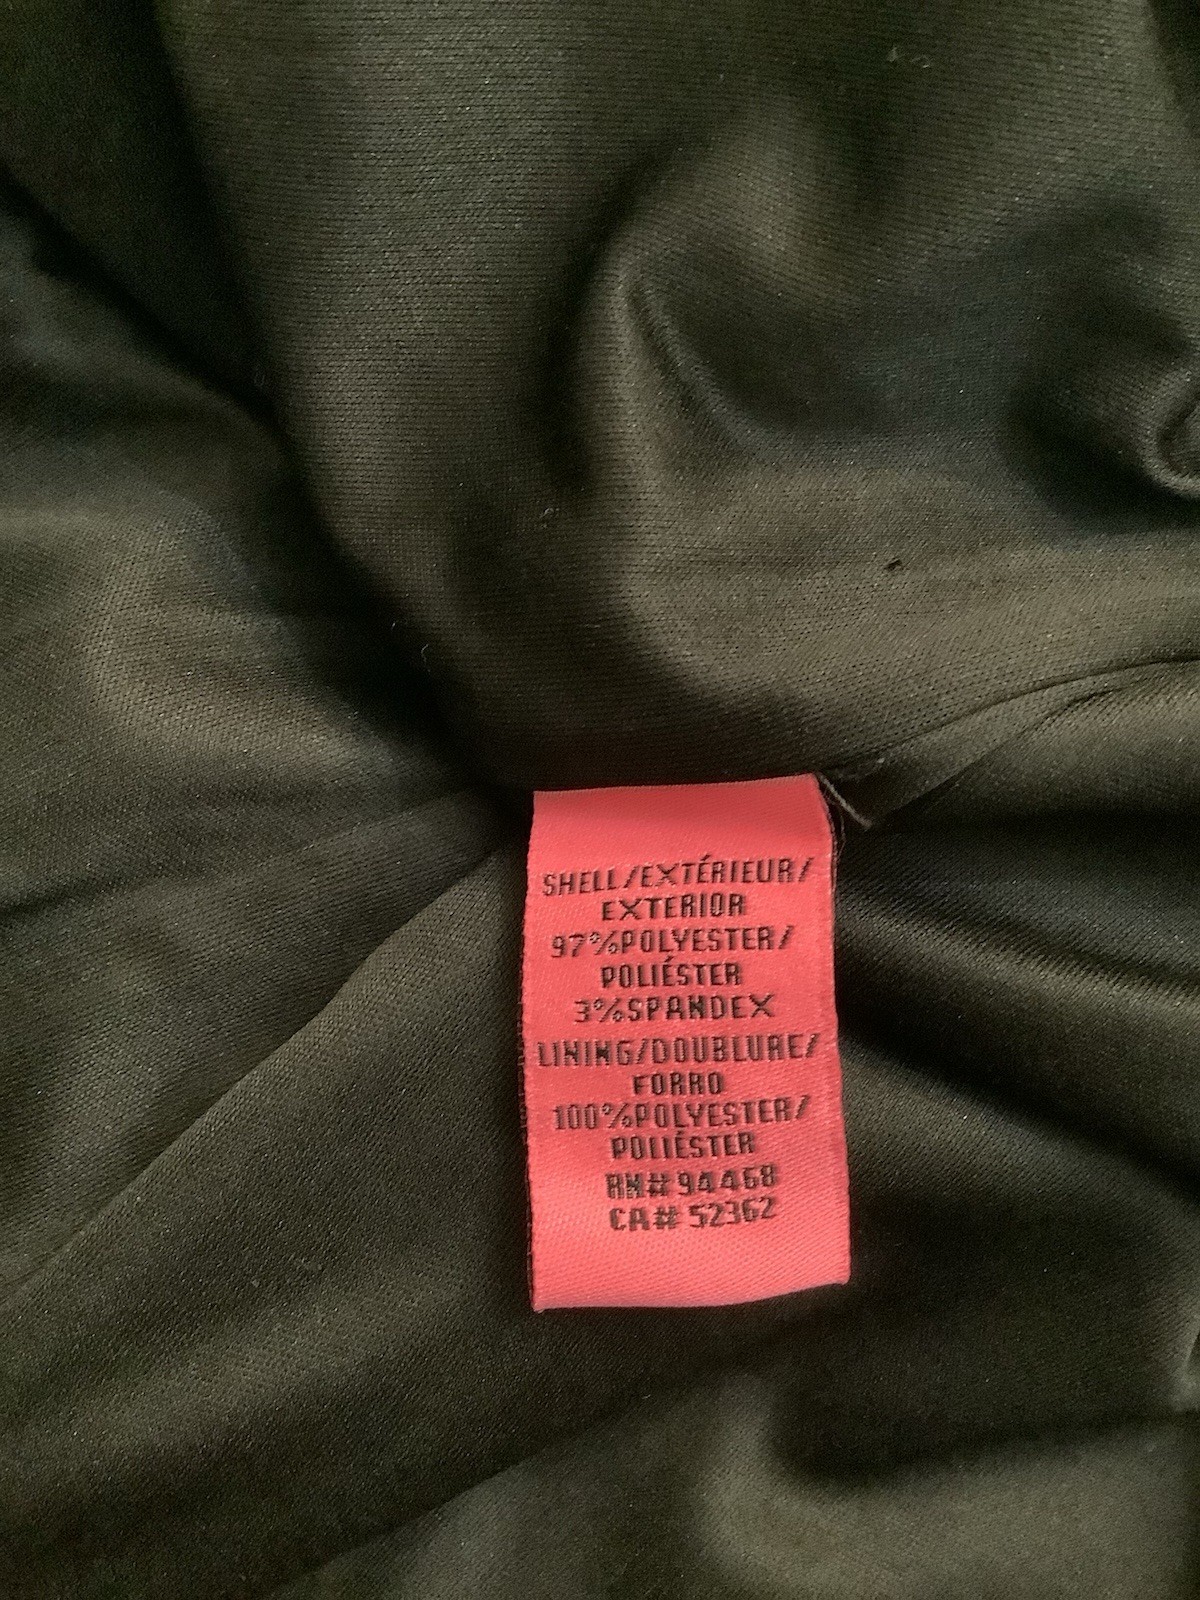 SHELL/EXTÉRIEUR/
EXTERIOR
97%POLYESTER/
POLIÉSTER
3%SPANDEX
LINING/DOUBLURE/
FORRO
100%POLYESTER/
POLIÉSTER
RN# 94468
CA# 52362